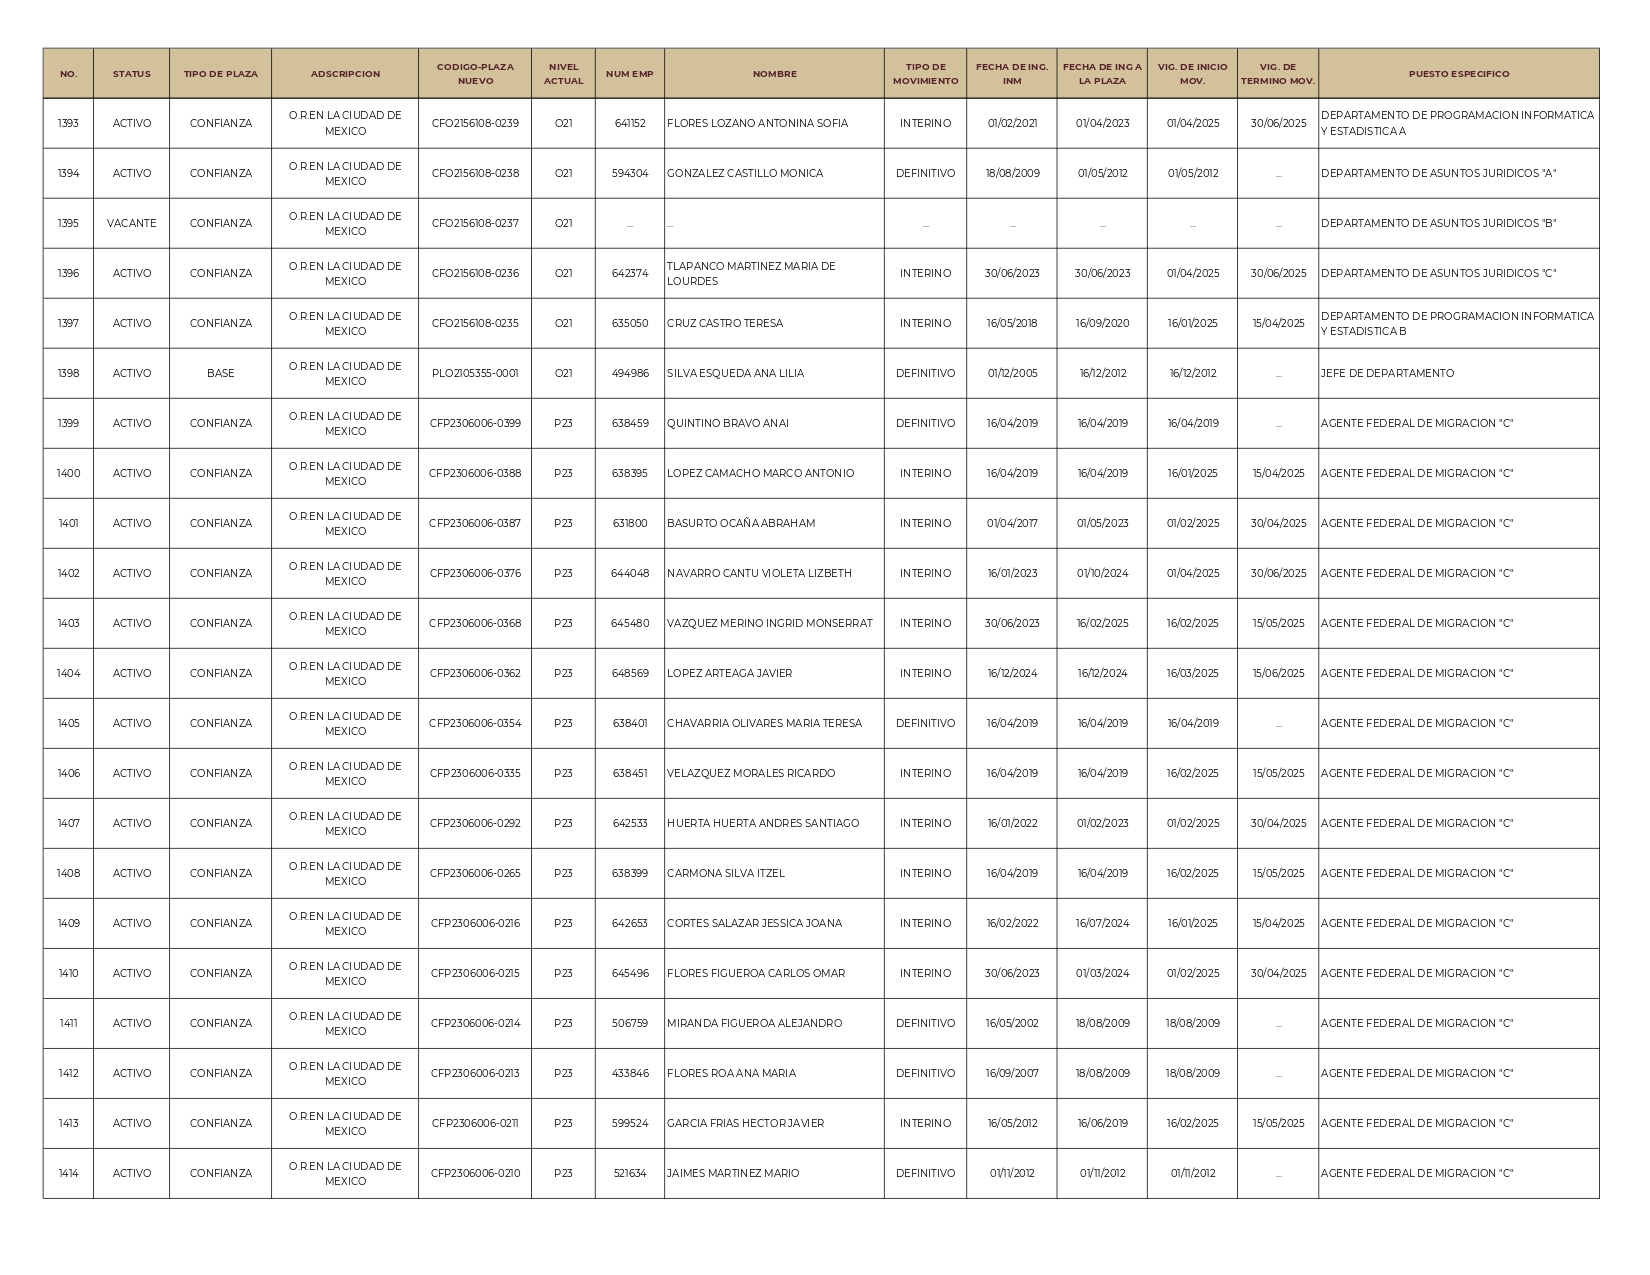 NO. STATUS TIPO DE PLAZA ADSCRIPCION CODIGO-PLAZA NUEVO NIVEL ACTUAL NUM EMP NOMBRE TIPO DE MOVIMIENTO FECHA DE ING. INM FECHA DE ING A LA PLAZA VIG. DE INICIO MOV. VIG. DE TERMINO MOV. PUESTO ESPECIFICO
1393 ACTIVO CONFIANZA O.R.EN LA CIUDAD DE MEXICO CFO2156108-0239 O21 641152 FLORES LOZANO ANTONINA SOFIA INTERINO 01/02/2021 01/04/2023 01/04/2025 30/06/2025 DEPARTAMENTO DE PROGRAMACION INFORMATICA Y ESTADISTICA A
1394 ACTIVO CONFIANZA O.R.EN LA CIUDAD DE MEXICO CFO2156108-0238 O21 594304 GONZALEZ CASTILLO MONICA DEFINITIVO 18/08/2009 01/05/2012 01/05/2012 ... DEPARTAMENTO DE ASUNTOS JURIDICOS "A"
1395 VACANTE CONFIANZA O.R.EN LA CIUDAD DE MEXICO CFO2156108-0237 O21 ... ... ... ... ... ... ... DEPARTAMENTO DE ASUNTOS JURIDICOS "B"
1396 ACTIVO CONFIANZA O.R.EN LA CIUDAD DE MEXICO CFO2156108-0236 O21 642374 TLAPANCO MARTINEZ MARIA DE LOURDES INTERINO 30/06/2023 30/06/2023 01/04/2025 30/06/2025 DEPARTAMENTO DE ASUNTOS JURIDICOS "C"
1397 ACTIVO CONFIANZA O.R.EN LA CIUDAD DE MEXICO CFO2156108-0235 O21 635050 CRUZ CASTRO TERESA INTERINO 16/05/2018 16/09/2020 16/01/2025 15/04/2025 DEPARTAMENTO DE PROGRAMACION INFORMATICA Y ESTADISTICA B
1398 ACTIVO BASE O.R.EN LA CIUDAD DE MEXICO PLO2105355-0001 O21 494986 SILVA ESQUEDA ANA LILIA DEFINITIVO 01/12/2005 16/12/2012 16/12/2012 ... JEFE DE DEPARTAMENTO
1399 ACTIVO CONFIANZA O.R.EN LA CIUDAD DE MEXICO CFP2306006-0399 P23 638459 QUINTINO BRAVO ANAI DEFINITIVO 16/04/2019 16/04/2019 16/04/2019 ... AGENTE FEDERAL DE MIGRACION "C"
1400 ACTIVO CONFIANZA O.R.EN LA CIUDAD DE MEXICO CFP2306006-0388 P23 638395 LOPEZ CAMACHO MARCO ANTONIO INTERINO 16/04/2019 16/04/2019 16/01/2025 15/04/2025 AGENTE FEDERAL DE MIGRACION "C"
1401 ACTIVO CONFIANZA O.R.EN LA CIUDAD DE MEXICO CFP2306006-0387 P23 631800 BASURTO OCAÑA ABRAHAM INTERINO 01/04/2017 01/05/2023 01/02/2025 30/04/2025 AGENTE FEDERAL DE MIGRACION "C"
1402 ACTIVO CONFIANZA O.R.EN LA CIUDAD DE MEXICO CFP2306006-0376 P23 644048 NAVARRO CANTU VIOLETA LIZBETH INTERINO 16/01/2023 01/10/2024 01/04/2025 30/06/2025 AGENTE FEDERAL DE MIGRACION "C"
1403 ACTIVO CONFIANZA O.R.EN LA CIUDAD DE MEXICO CFP2306006-0368 P23 645480 VAZQUEZ MERINO INGRID MONSERRAT INTERINO 30/06/2023 16/02/2025 16/02/2025 15/05/2025 AGENTE FEDERAL DE MIGRACION "C"
1404 ACTIVO CONFIANZA O.R.EN LA CIUDAD DE MEXICO CFP2306006-0362 P23 648569 LOPEZ ARTEAGA JAVIER INTERINO 16/12/2024 16/12/2024 16/03/2025 15/06/2025 AGENTE FEDERAL DE MIGRACION "C"
1405 ACTIVO CONFIANZA O.R.EN LA CIUDAD DE MEXICO CFP2306006-0354 P23 638401 CHAVARRIA OLIVARES MARIA TERESA DEFINITIVO 16/04/2019 16/04/2019 16/04/2019 ... AGENTE FEDERAL DE MIGRACION "C"
1406 ACTIVO CONFIANZA O.R.EN LA CIUDAD DE MEXICO CFP2306006-0335 P23 638451 VELAZQUEZ MORALES RICARDO INTERINO 16/04/2019 16/04/2019 16/02/2025 15/05/2025 AGENTE FEDERAL DE MIGRACION "C"
1407 ACTIVO CONFIANZA O.R.EN LA CIUDAD DE MEXICO CFP2306006-0292 P23 642533 HUERTA HUERTA ANDRES SANTIAGO INTERINO 16/01/2022 01/02/2023 01/02/2025 30/04/2025 AGENTE FEDERAL DE MIGRACION "C"
1408 ACTIVO CONFIANZA O.R.EN LA CIUDAD DE MEXICO CFP2306006-0265 P23 638399 CARMONA SILVA ITZEL INTERINO 16/04/2019 16/04/2019 16/02/2025 15/05/2025 AGENTE FEDERAL DE MIGRACION "C"
1409 ACTIVO CONFIANZA O.R.EN LA CIUDAD DE MEXICO CFP2306006-0216 P23 642653 CORTES SALAZAR JESSICA JOANA INTERINO 16/02/2022 16/07/2024 16/01/2025 15/04/2025 AGENTE FEDERAL DE MIGRACION "C"
1410 ACTIVO CONFIANZA O.R.EN LA CIUDAD DE MEXICO CFP2306006-0215 P23 645496 FLORES FIGUEROA CARLOS OMAR INTERINO 30/06/2023 01/03/2024 01/02/2025 30/04/2025 AGENTE FEDERAL DE MIGRACION "C"
1411 ACTIVO CONFIANZA O.R.EN LA CIUDAD DE MEXICO CFP2306006-0214 P23 506759 MIRANDA FIGUEROA ALEJANDRO DEFINITIVO 16/05/2002 18/08/2009 18/08/2009 ... AGENTE FEDERAL DE MIGRACION "C"
1412 ACTIVO CONFIANZA O.R.EN LA CIUDAD DE MEXICO CFP2306006-0213 P23 433846 FLORES ROA ANA MARIA DEFINITIVO 16/09/2007 18/08/2009 18/08/2009 ... AGENTE FEDERAL DE MIGRACION "C"
1413 ACTIVO CONFIANZA O.R.EN LA CIUDAD DE MEXICO CFP2306006-0211 P23 599524 GARCIA FRIAS HECTOR JAVIER INTERINO 16/05/2012 16/06/2019 16/02/2025 15/05/2025 AGENTE FEDERAL DE MIGRACION "C"
1414 ACTIVO CONFIANZA O.R.EN LA CIUDAD DE MEXICO CFP2306006-0210 P23 521634 JAIMES MARTINEZ MARIO DEFINITIVO 01/11/2012 01/11/2012 01/11/2012 ... AGENTE FEDERAL DE MIGRACION "C"